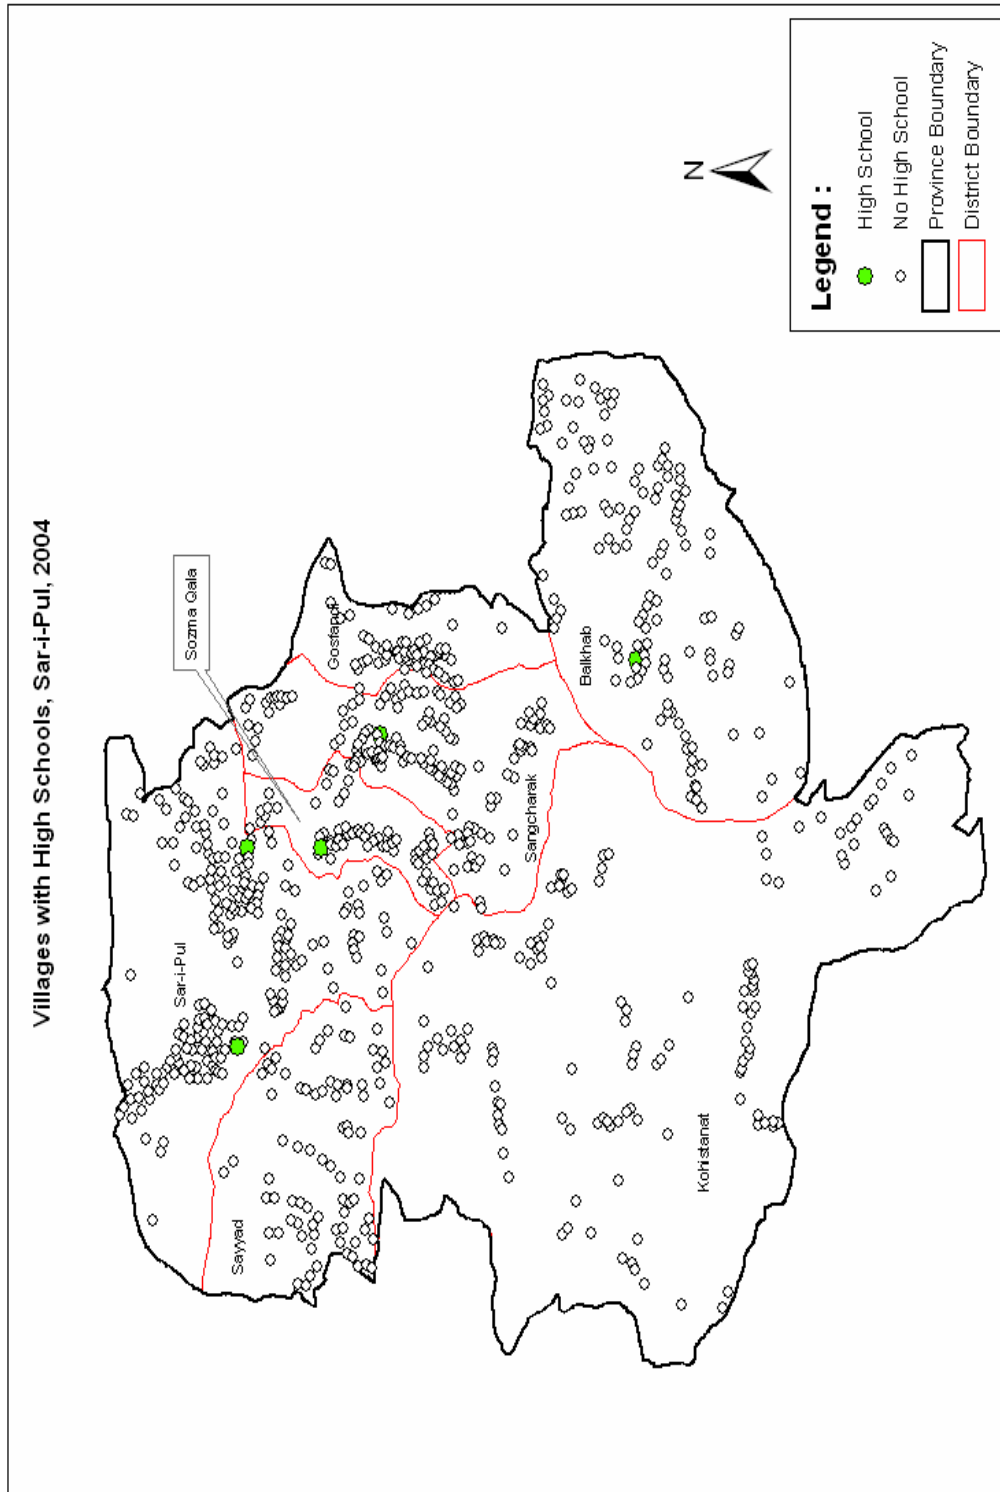 Villages with High Schools, Sar-i-Pul, 2004
Sozma Qala
Gosfandi
Sar-i-Pul
Sayyad
Sangcharak
Balkhab
Kohistanat
N
Legend :
High School
No High School
Province Boundary
District Boundary